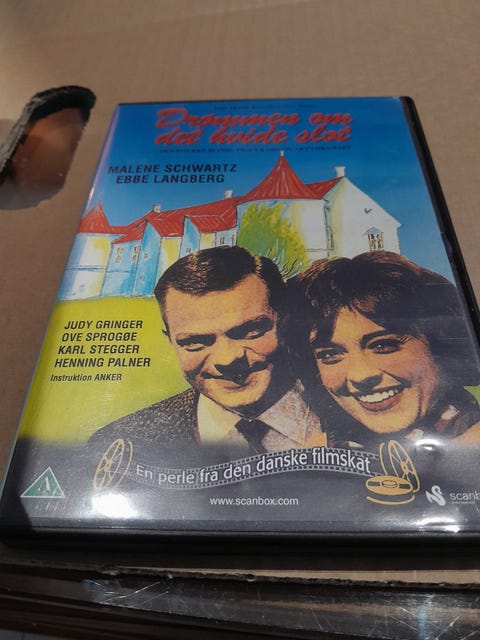 Drømmen om
det hvide slot
MALENE SCHWARTZ
EBBE LANGBERG
JUDY GRINGER
OVE SPROGØE
KARL STEGGER
HENNING PALNER
Instruktion ANKER
En perle fra den danske filmskat
A
www.scanbox.com
scanbox